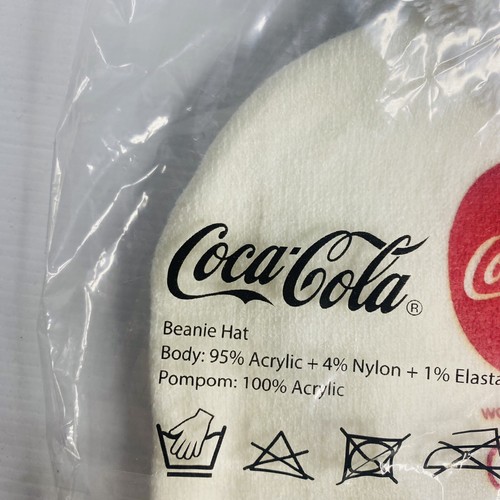 Coca-Cola®
Beanie Hat
Body: 95% Acrylic + 4% Nylon + 1% Elasta
Pompom: 100% Acrylic